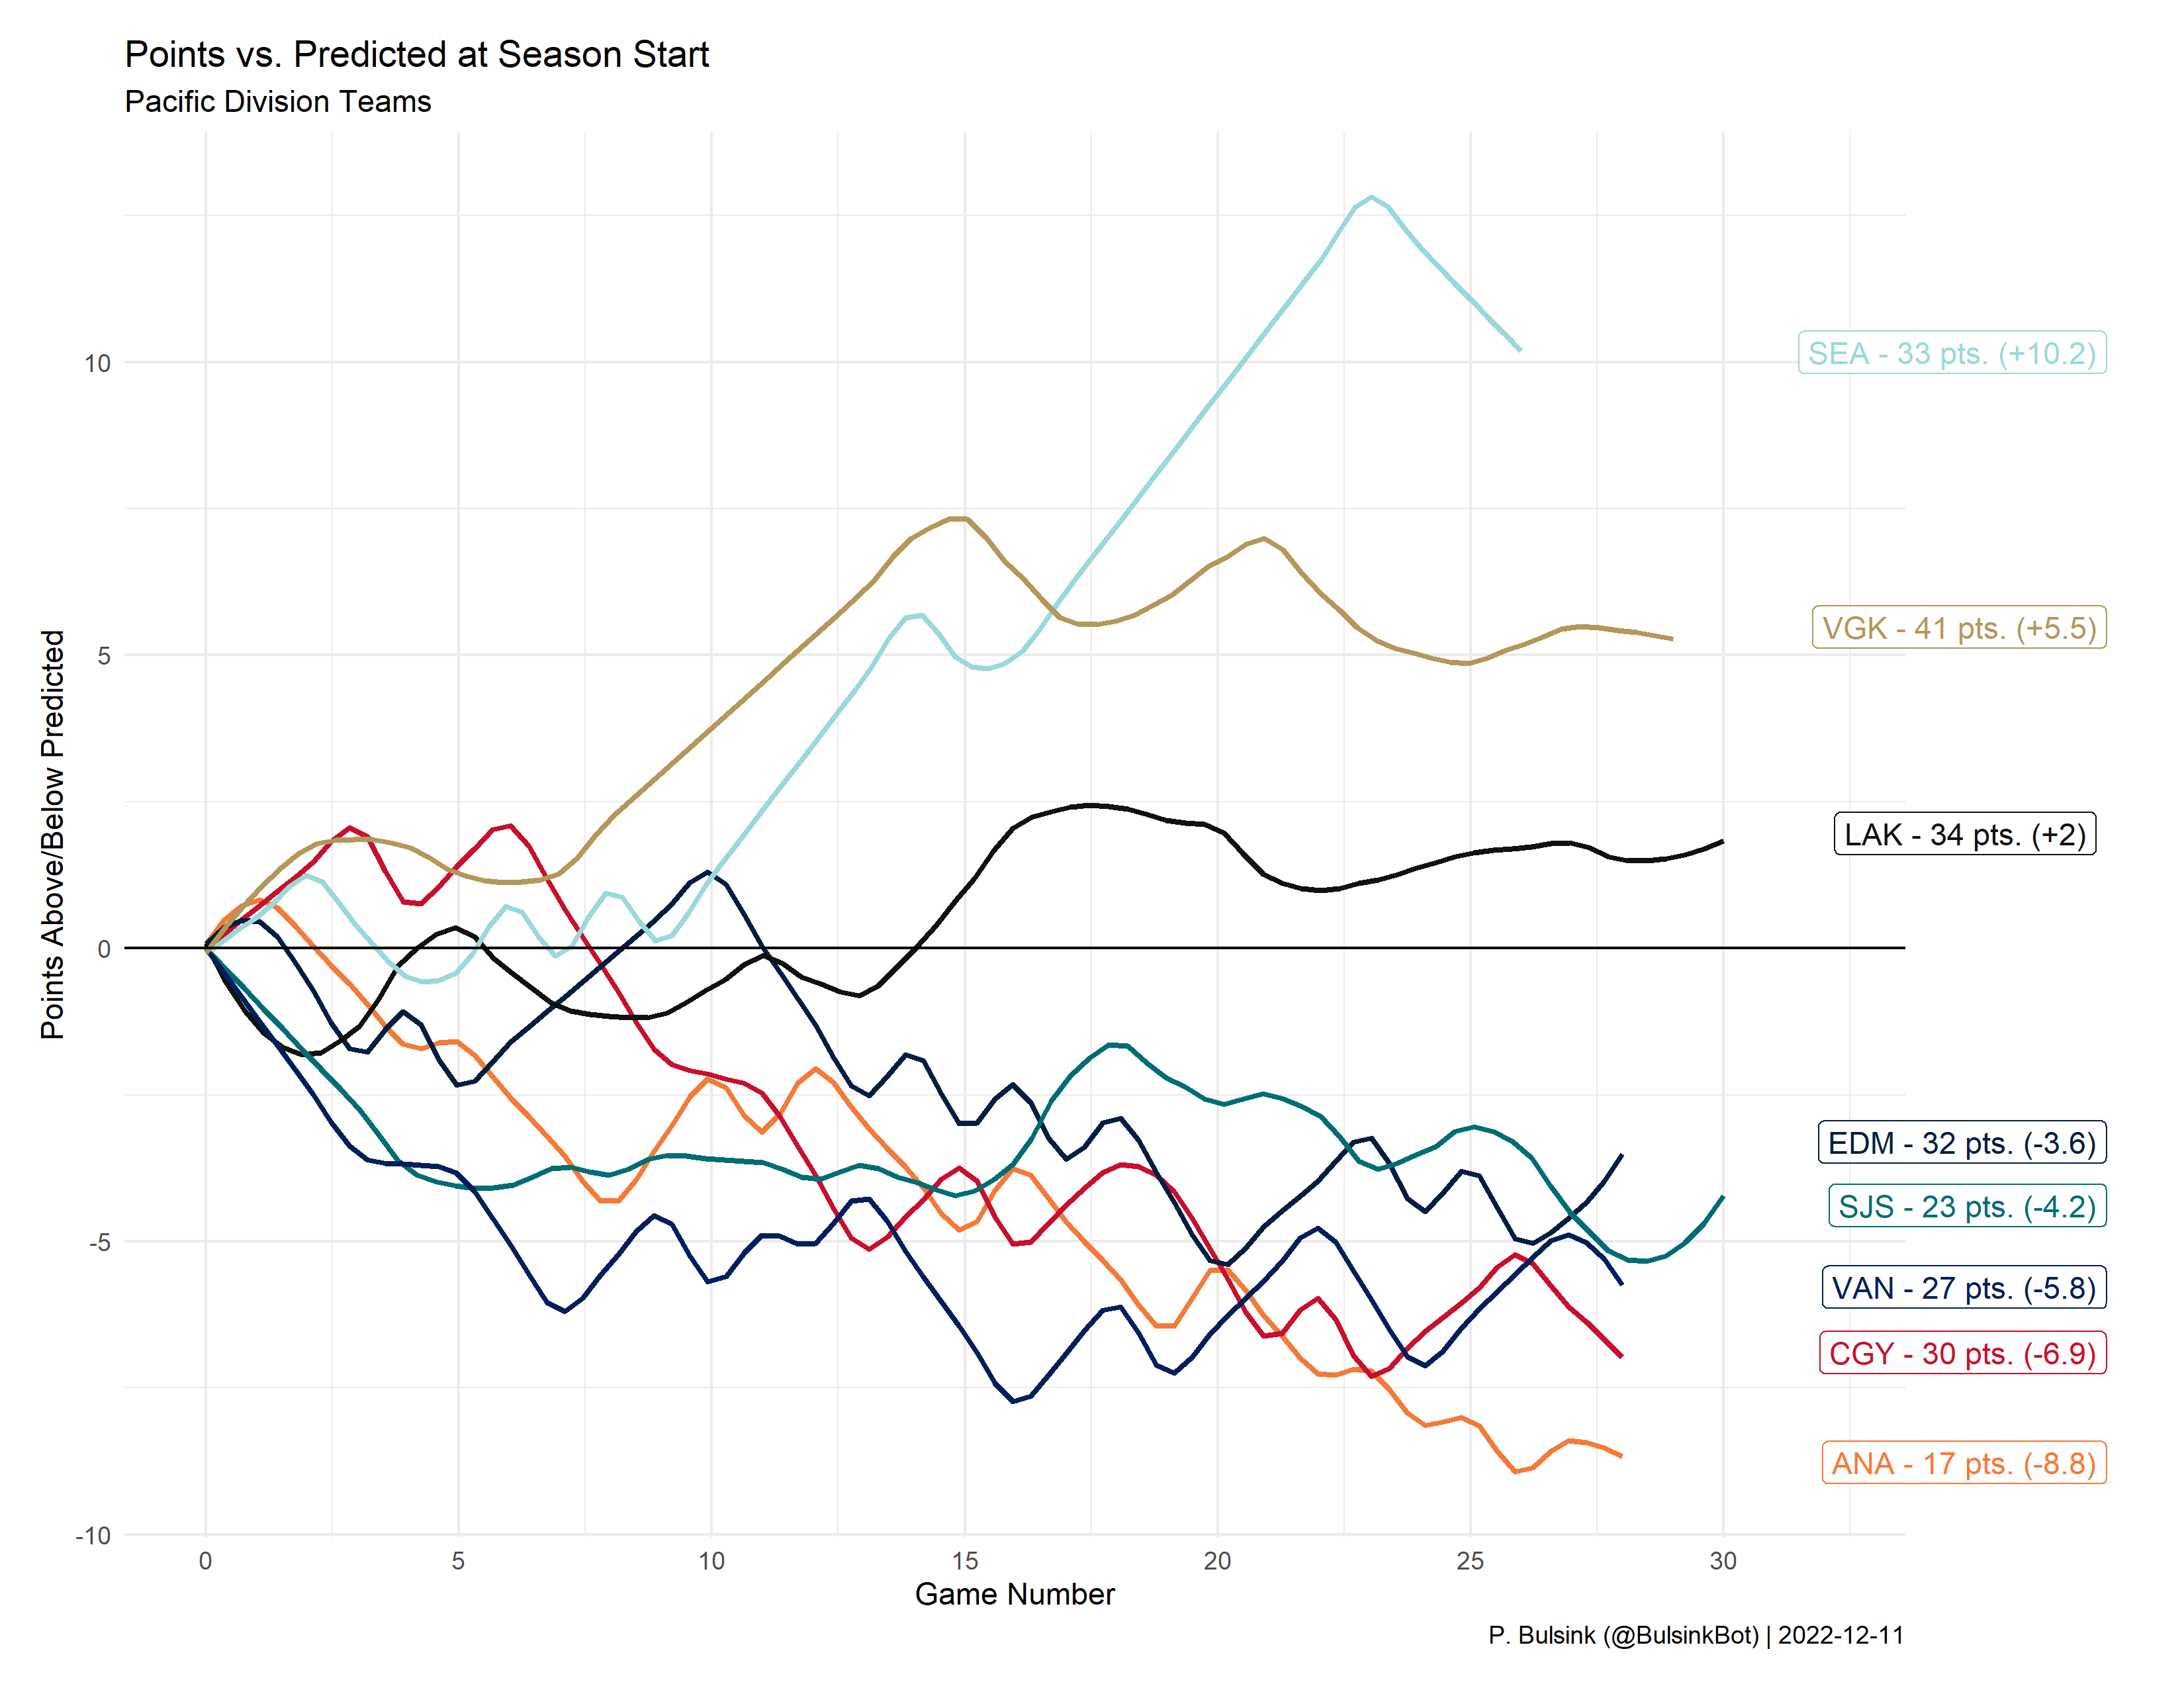 Points vs. Predicted at Season Start
Pacific Division Teams
Points Above/Below Predicted
10
5
0
-5
-10
SEA - 33 pts. (+10.2)
VGK - 41 pts. (+5.5)
LAK - 34 pts. (+2)
EDM - 32 pts. (-3.6)
SJS - 23 pts. (-4.2)
VAN - 27 pts. (-5.8)
CGY - 30 pts. (-6.9)
ANA - 17 pts. (-8.8)
0 5 10 15 20 25 30
Game Number
P. Bulsink (@BulsinkBot) | 2022-12-11